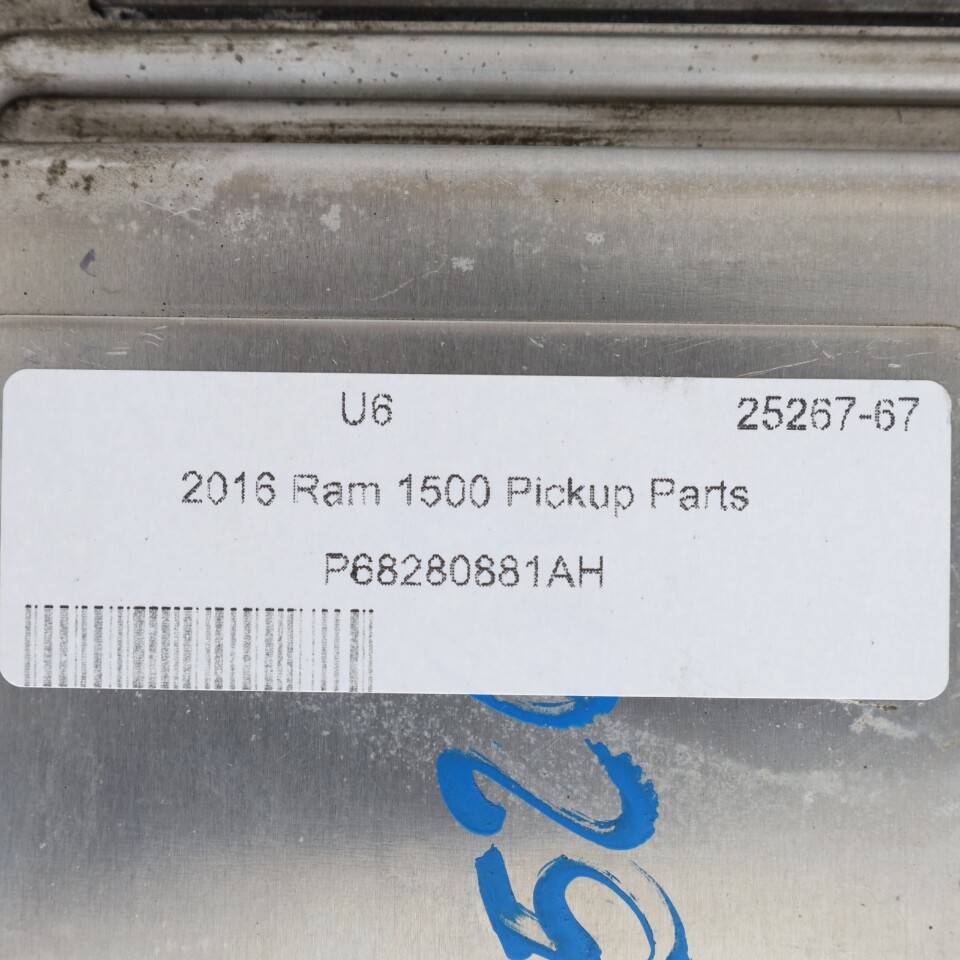 U6 25267-67
2016 Ram 1500 Pickup Parts
P68280881AH